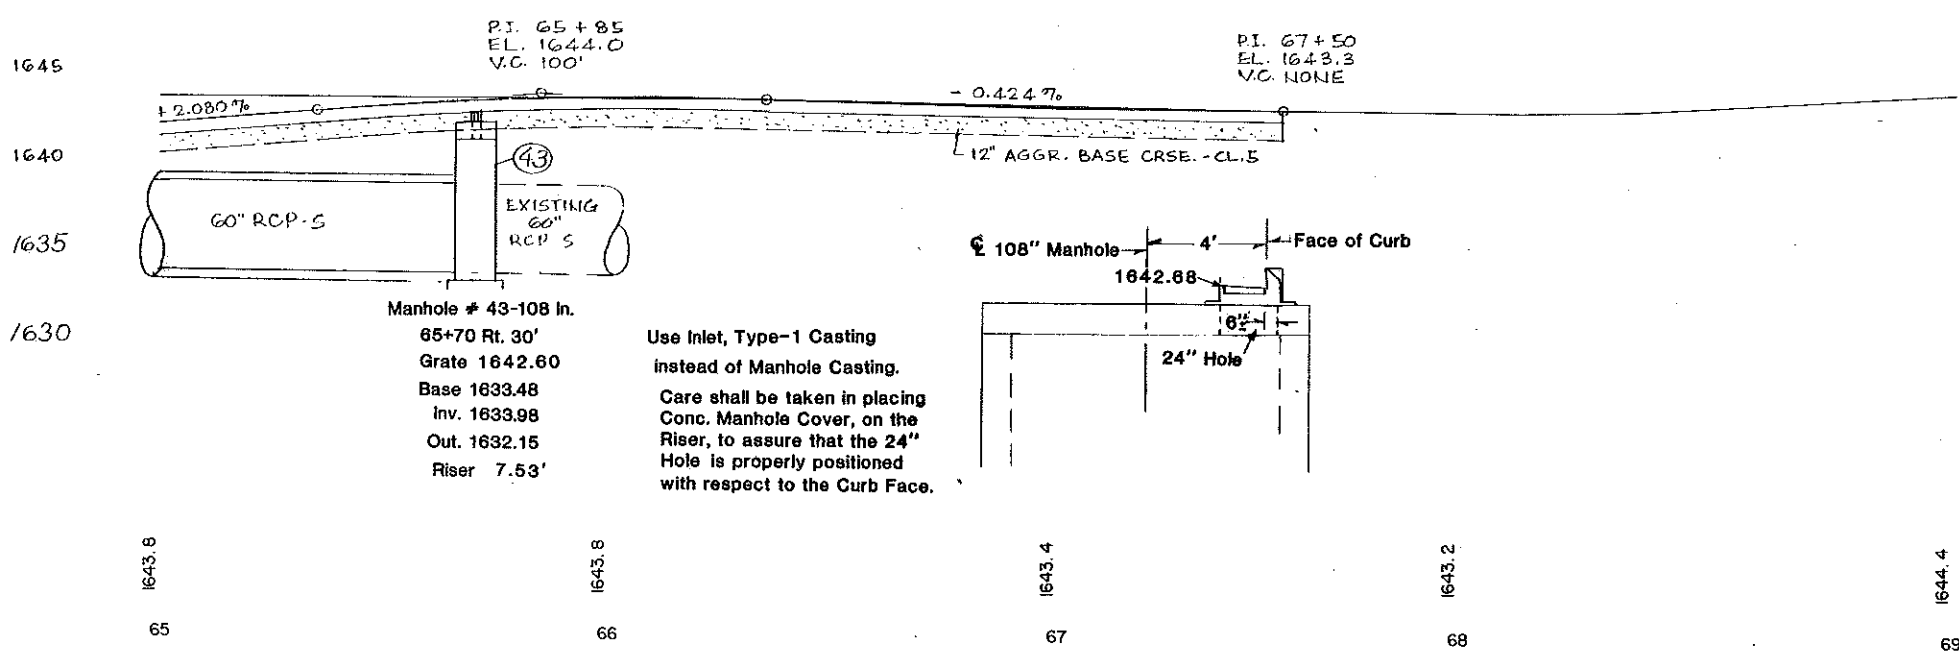 P.I. 65 + 85
EL. 1644.0
V.C. 100'
P.I. 67 + 50
EL. 1643.3
V.C. NONE
1645
+ 2.080 %
- 0.424 %
1640
43
12" AGGR. BASE CRSE. - CL.5
60" RCP-S
EXISTING
60"
RCP S
1635
℄ 108" Manhole
4'
Face of Curb
1642.68
6"±
24" Hole
1630
Manhole # 43-108 In.
65+70 Rt. 30'
Grate 1642.60
Base 1633.48
Inv. 1633.98
Out. 1632.15
Riser 7.53'
Use Inlet, Type-1 Casting
instead of Manhole Casting.
Care shall be taken in placing
Conc. Manhole Cover, on the
Riser, to assure that the 24"
Hole is properly positioned
with respect to the Curb Face.
1643.8
1643.8
1643.4
1643.2
1644.4
65
66
67
68
69